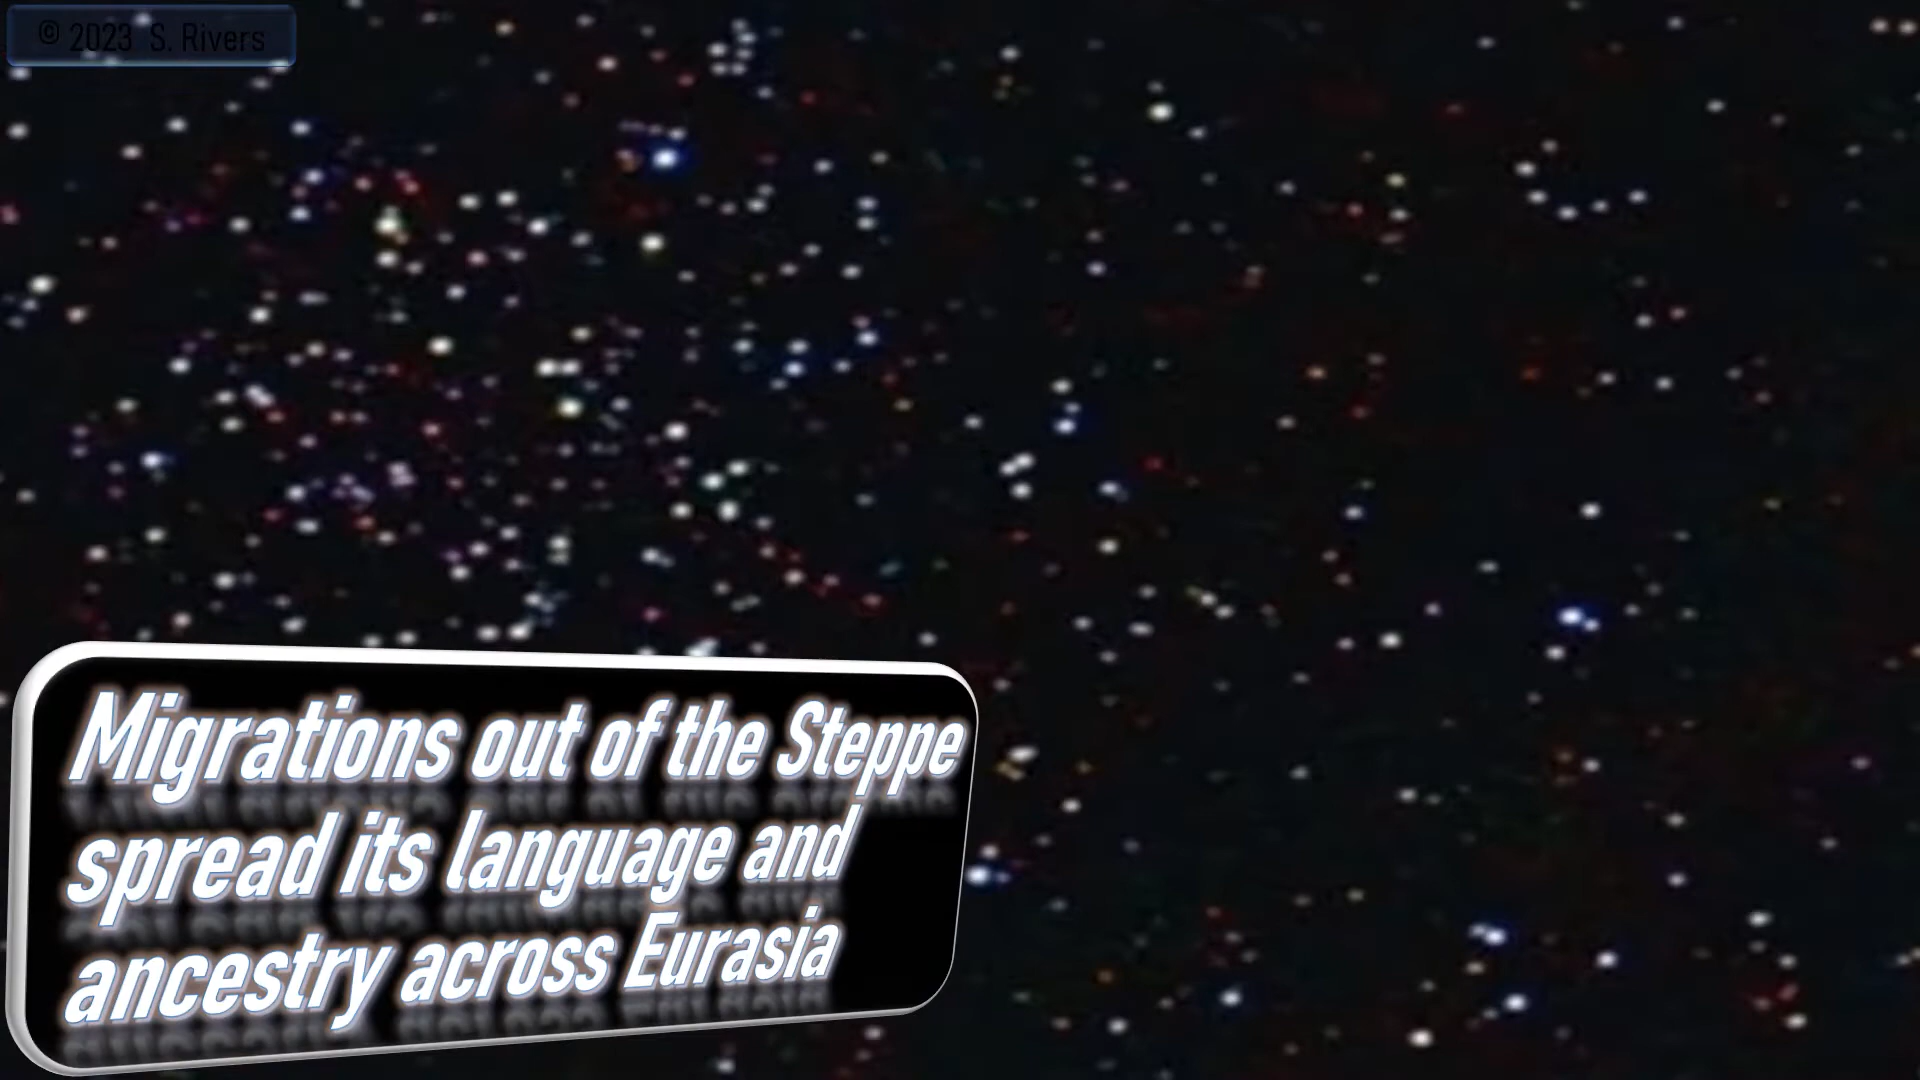 © 2023 S. Rivers
Migrations out of the Steppe
spread its language and
ancestry across Eurasia